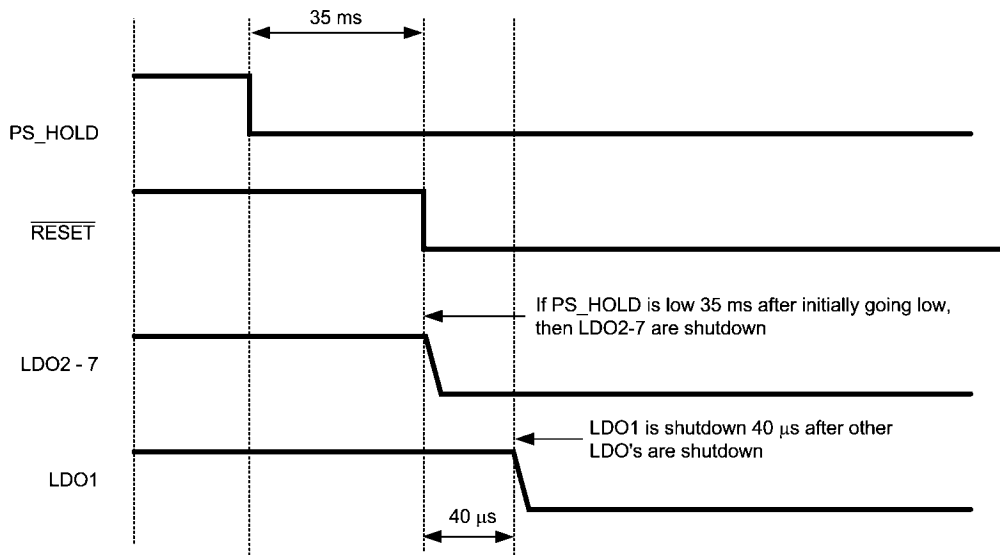 35 ms
PS_HOLD
RESET
If PS_HOLD is low 35 ms after initially going low,
then LDO2-7 are shutdown
LDO2 - 7
LDO1 is shutdown 40 μs after other
LDO's are shutdown
LDO1
40 μs